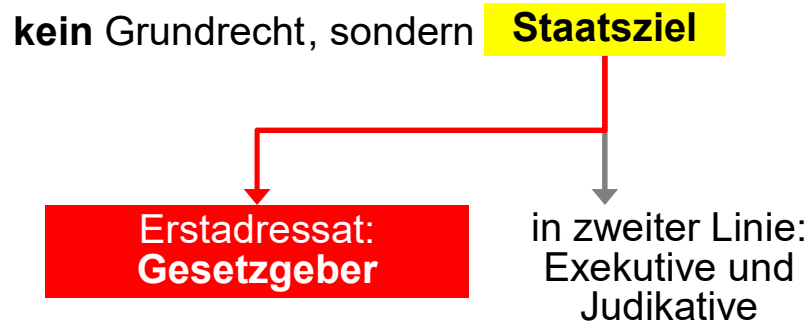 kein Grundrecht, sondern Staatsziel
Erstadressat:
Gesetzgeber
in zweiter Linie:
Exekutive und
Judikative